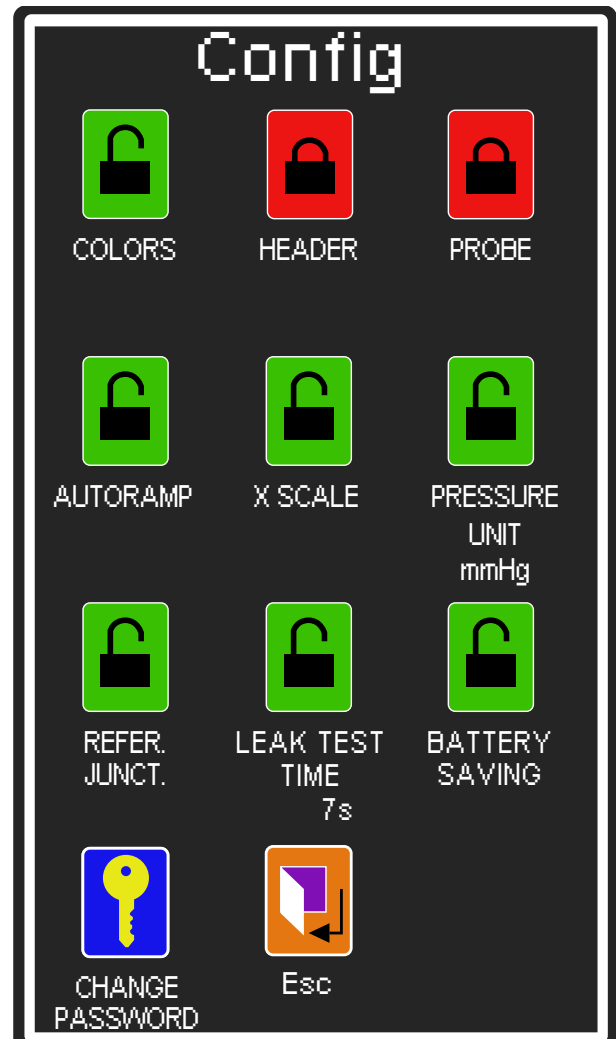 Config
COLORS
HEADER
PROBE
AUTORAMP
X SCALE
PRESSURE
UNIT
mmHg
REFER.
JUNCT.
LEAK TEST
TIME
7s
BATTERY
SAVING
CHANGE
PASSWORD
Esc